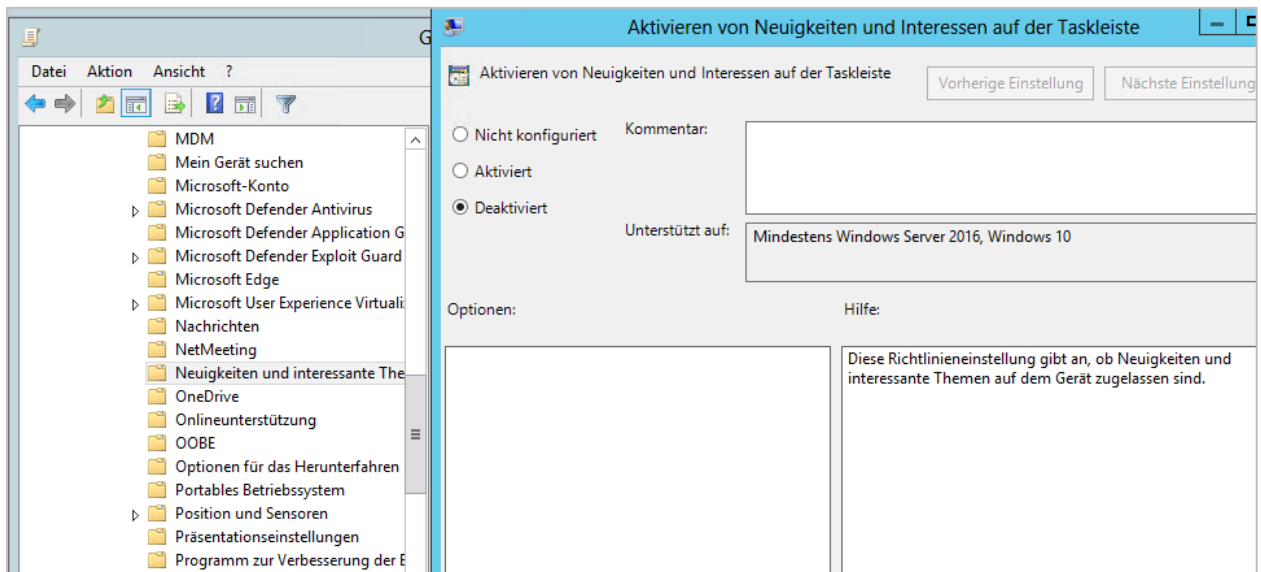 G
Datei Aktion Ansicht ?
MDM
Mein Gerät suchen
Microsoft-Konto
Microsoft Defender Antivirus
Microsoft Defender Application G
Microsoft Defender Exploit Guard
Microsoft Edge
Microsoft User Experience Virtuali
Nachrichten
NetMeeting
Neuigkeiten und interessante The
OneDrive
Onlineunterstützung
OOBE
Optionen für das Herunterfahren
Portables Betriebssystem
Position und Sensoren
Präsentationseinstellungen
Programm zur Verbesserung der B
Aktivieren von Neuigkeiten und Interessen auf der Taskleiste
Aktivieren von Neuigkeiten und Interessen auf der Taskleiste
Vorherige Einstellung
Nächste Einstellung
Nicht konfiguriert
Aktiviert
Deaktiviert
Kommentar:
Unterstützt auf:
Mindestens Windows Server 2016, Windows 10
Optionen:
Hilfe:
Diese Richtlinieneinstellung gibt an, ob Neuigkeiten und
interessante Themen auf dem Gerät zugelassen sind.